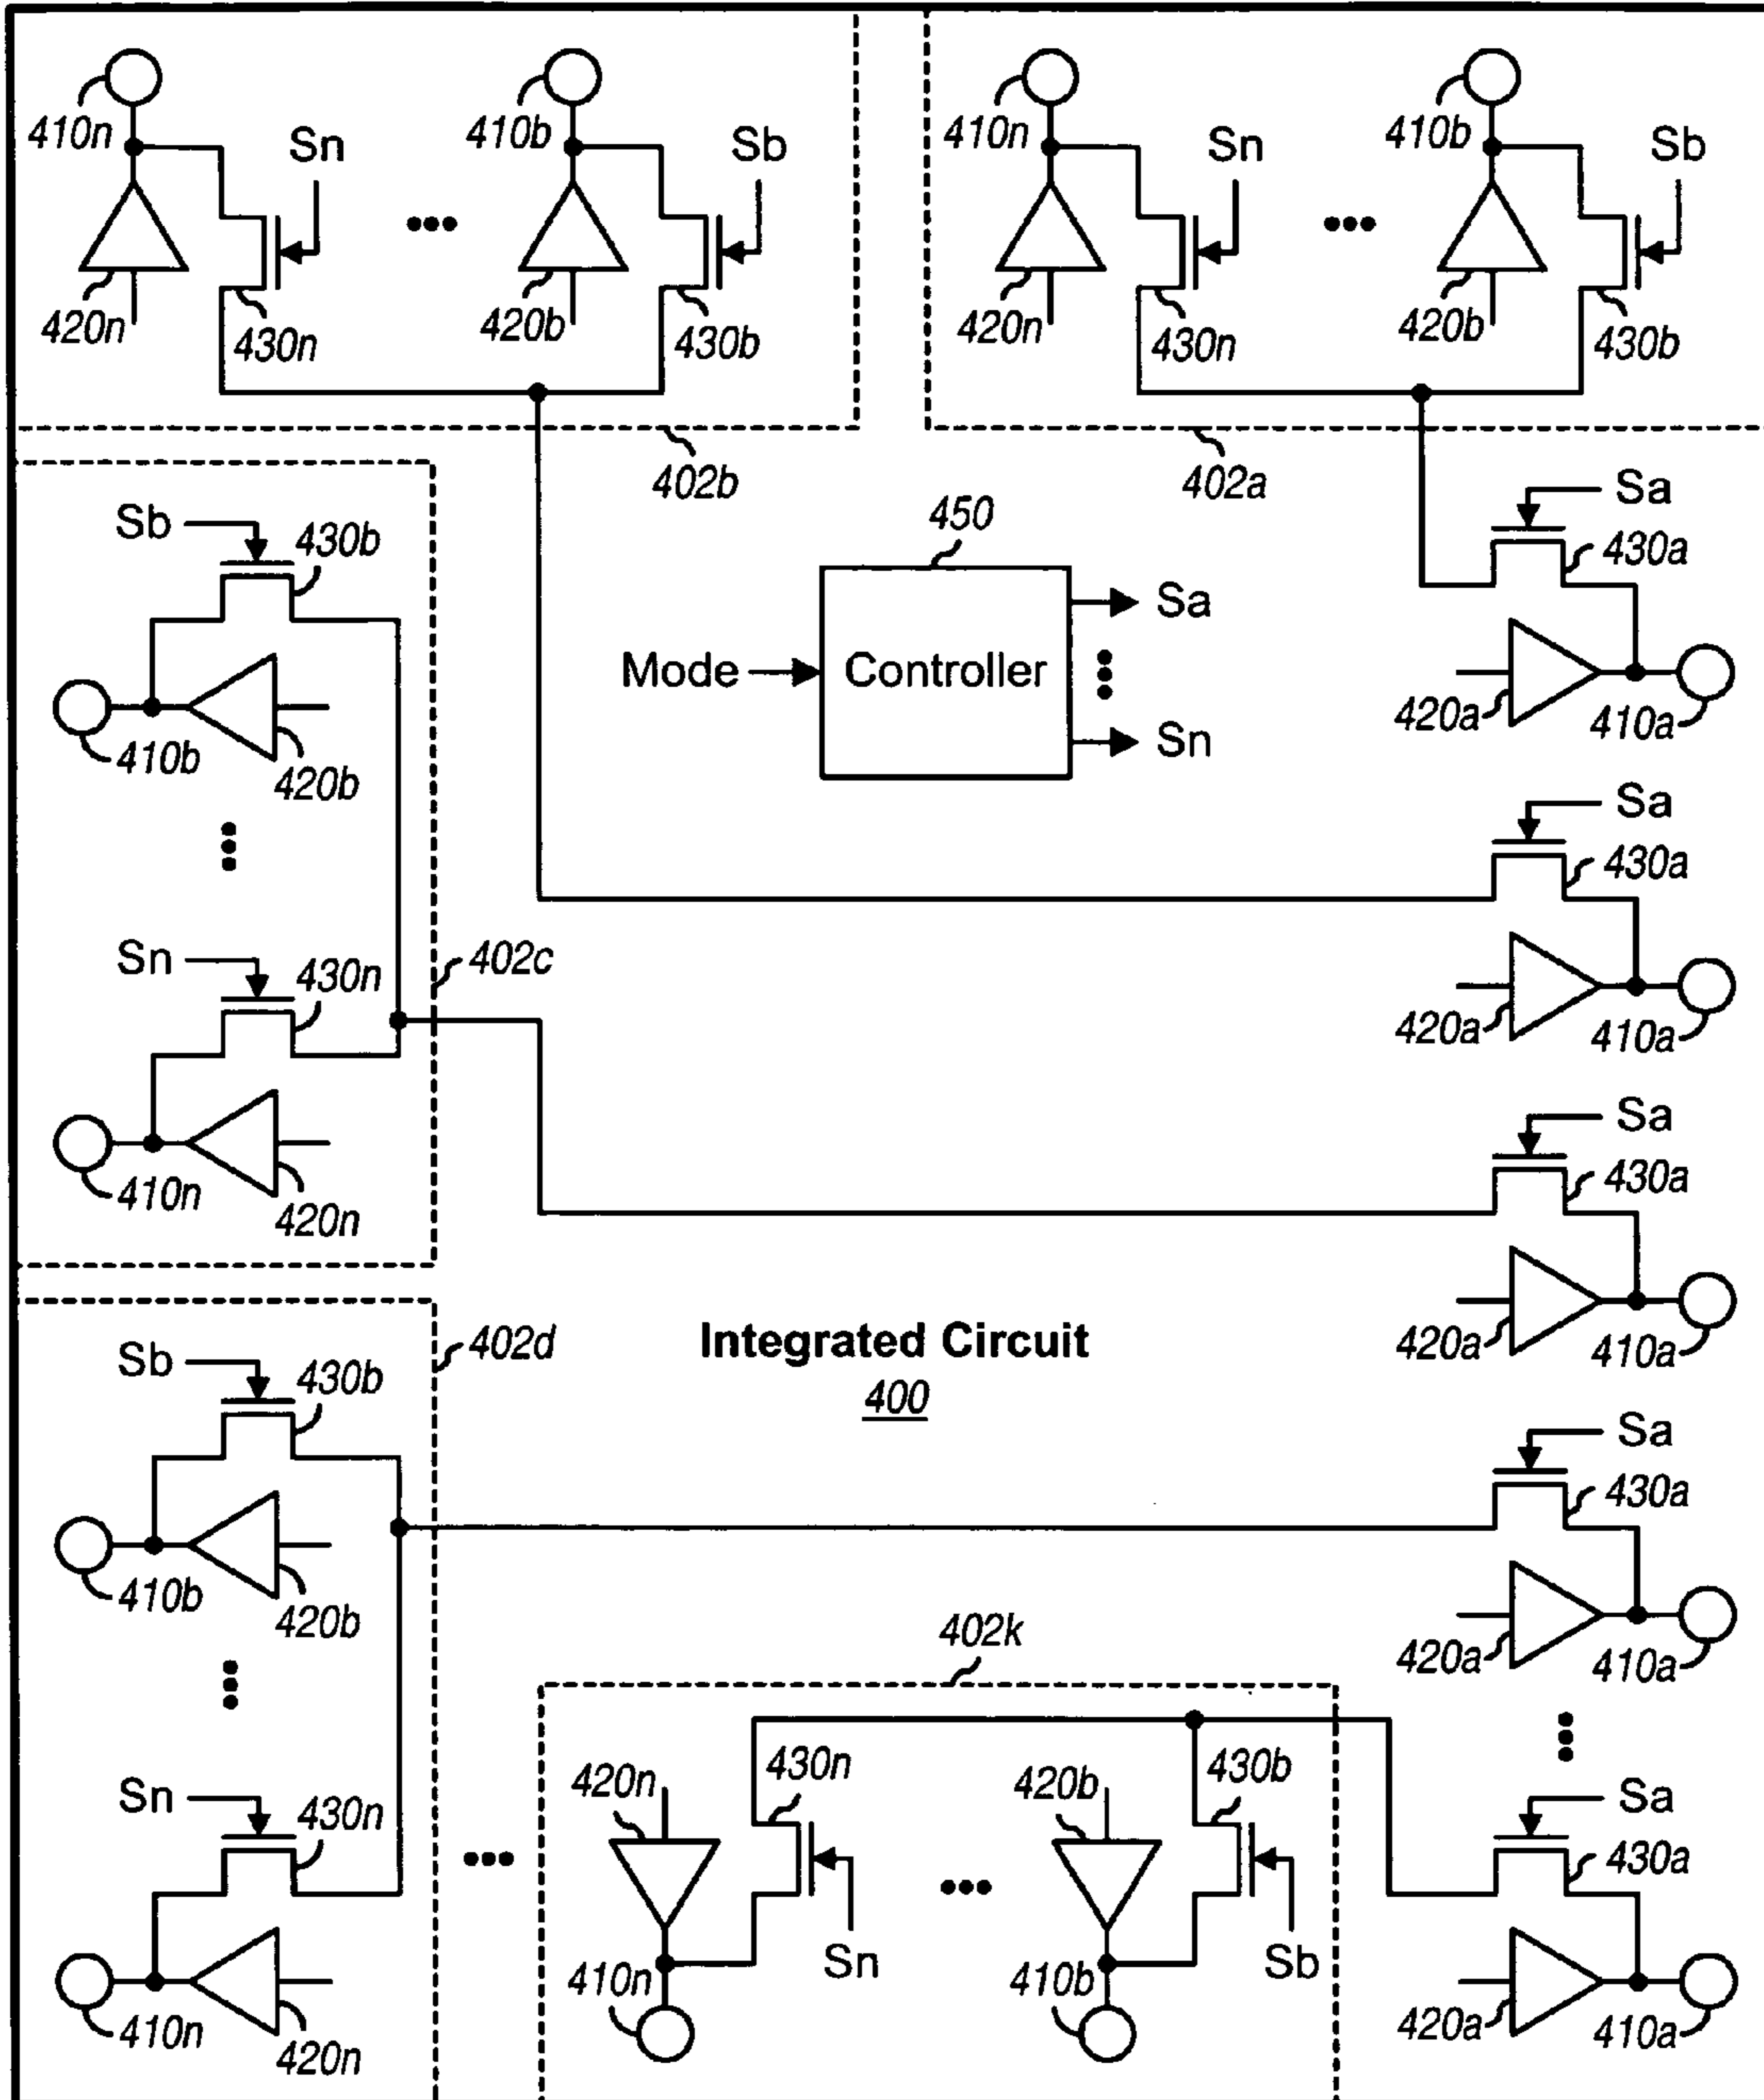 410n
Sn
410b
Sb
410n
Sn
410b
Sb
420n
430n
420b
430b
420n
430n
420b
430b
402b
402a
Sb
430b
450
Sa
430a
Mode
Controller
Sa
Sn
410b
420b
420a
410a
Sa
430a
Sn
430n
402c
420a
410a
Sa
430a
410n
420n
420a
410a
Integrated Circuit
400
Sb
430b
402d
Sa
430a
410b
420b
402k
420a
410a
Sn
430n
420n
430n
420b
430b
Sa
430a
410n
420n
410n
Sn
410b
Sb
420a
410a